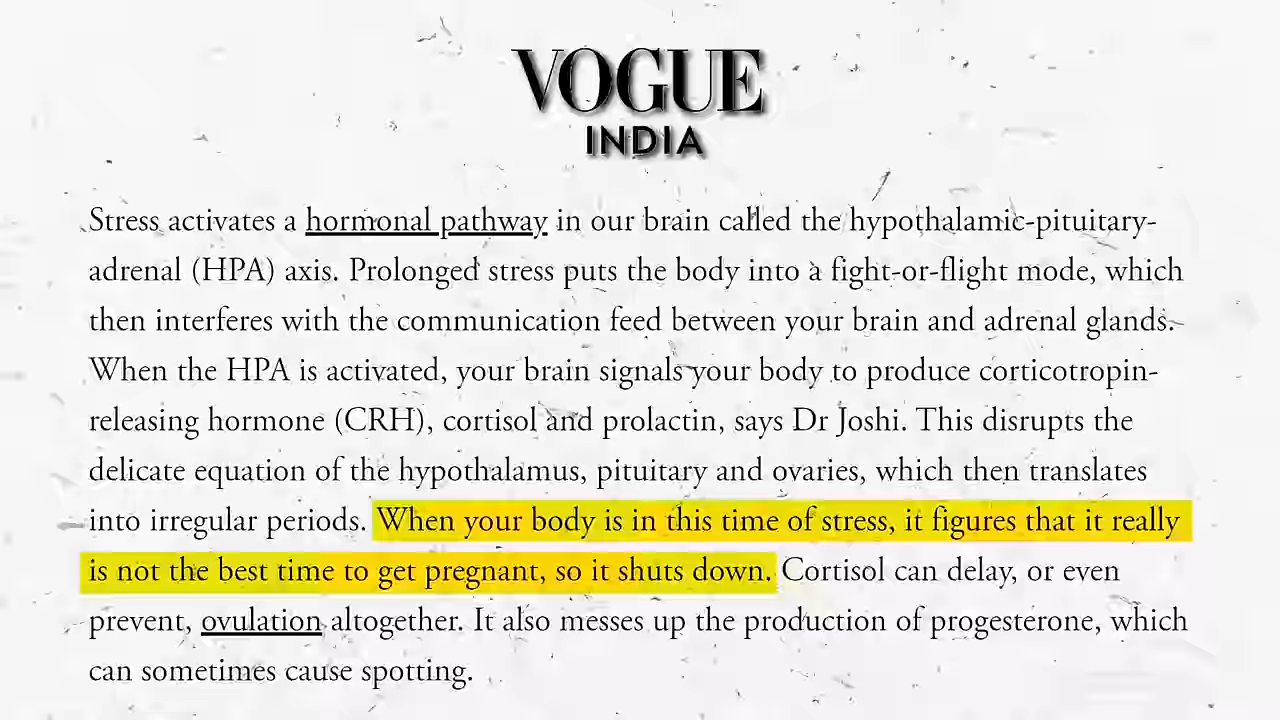 VOGUE
INDIA
Stress activates a hormonal pathway in our brain called the hypothalamic-pituitary-
adrenal (HPA) axis. Prolonged stress puts the body into a fight-or-flight mode, which
then interferes with the communication feed between your brain and adrenal glands.
When the HPA is activated, your brain signals your body to produce corticotropin-
releasing hormone (CRH), cortisol and prolactin, says Dr Joshi. This disrupts the
delicate equation of the hypothalamus, pituitary and ovaries, which then translates
into irregular periods. When your body is in this time of stress, it figures that it really
is not the best time to get pregnant, so it shuts down. Cortisol can delay, or even
prevent, ovulation altogether. It also messes up the production of progesterone, which
can sometimes cause spotting.